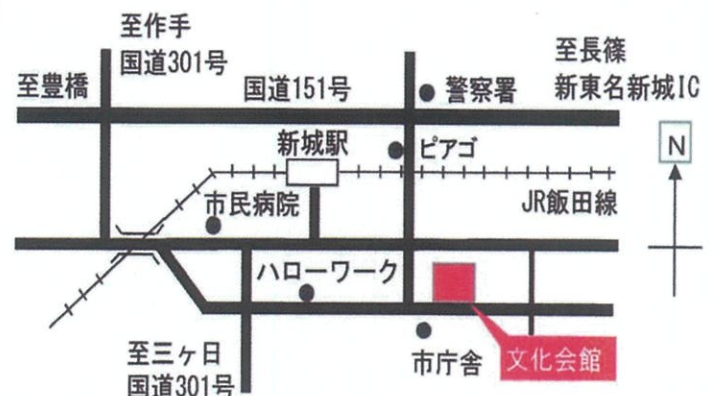 至作手
国道301号
至長篠
新東名新城IC
至豊橋
国道151号
警察署
新城駅
ピアゴ
N
市民病院
JR飯田線
ハローワーク
至三ヶ日
国道301号
市庁舎
文化会館